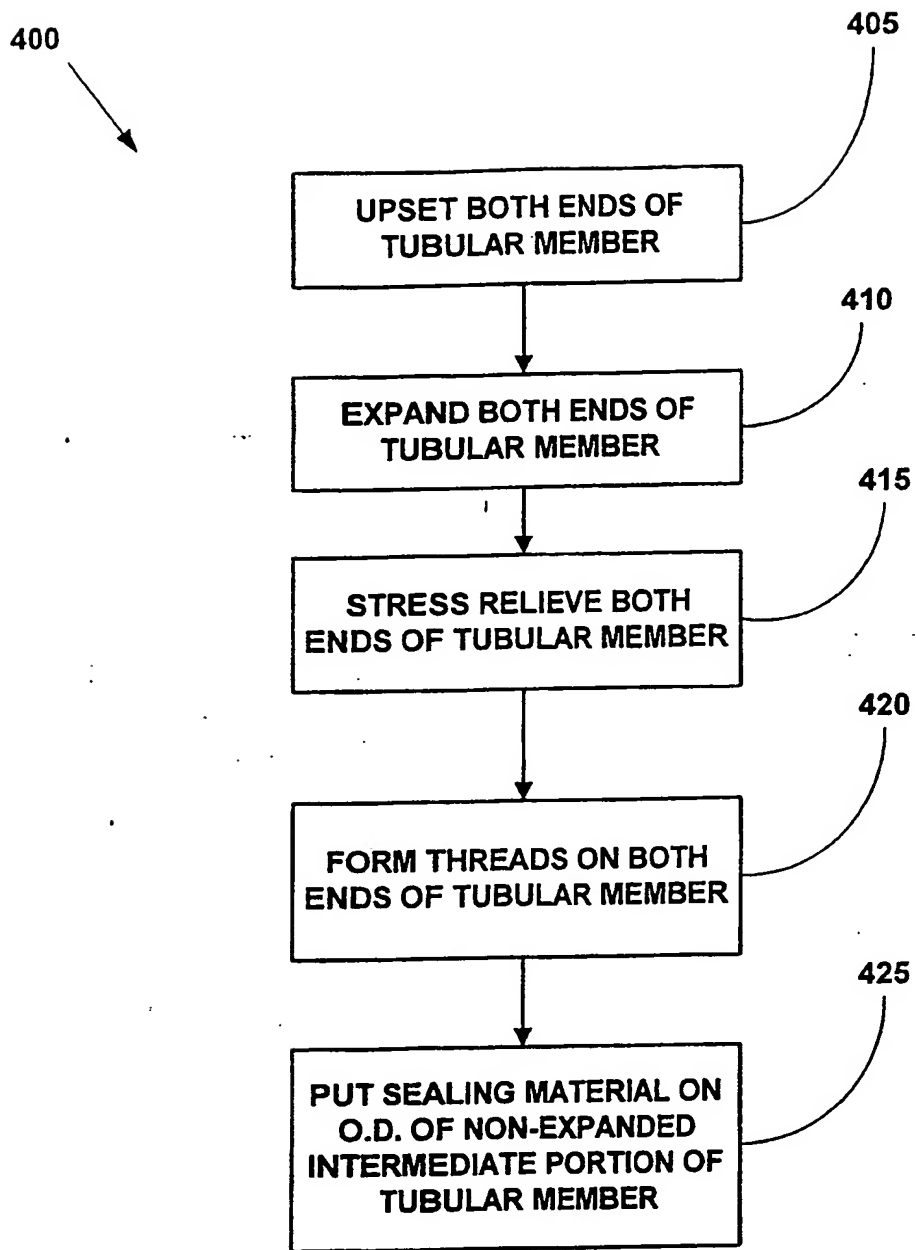 400
405
UPSET BOTH ENDS OF
TUBULAR MEMBER
410
EXPAND BOTH ENDS OF
TUBULAR MEMBER
415
STRESS RELIEVE BOTH
ENDS OF TUBULAR MEMBER
420
FORM THREADS ON BOTH
ENDS OF TUBULAR MEMBER
425
PUT SEALING MATERIAL ON
O.D. OF NON-EXPANDED
INTERMEDIATE PORTION OF
TUBULAR MEMBER